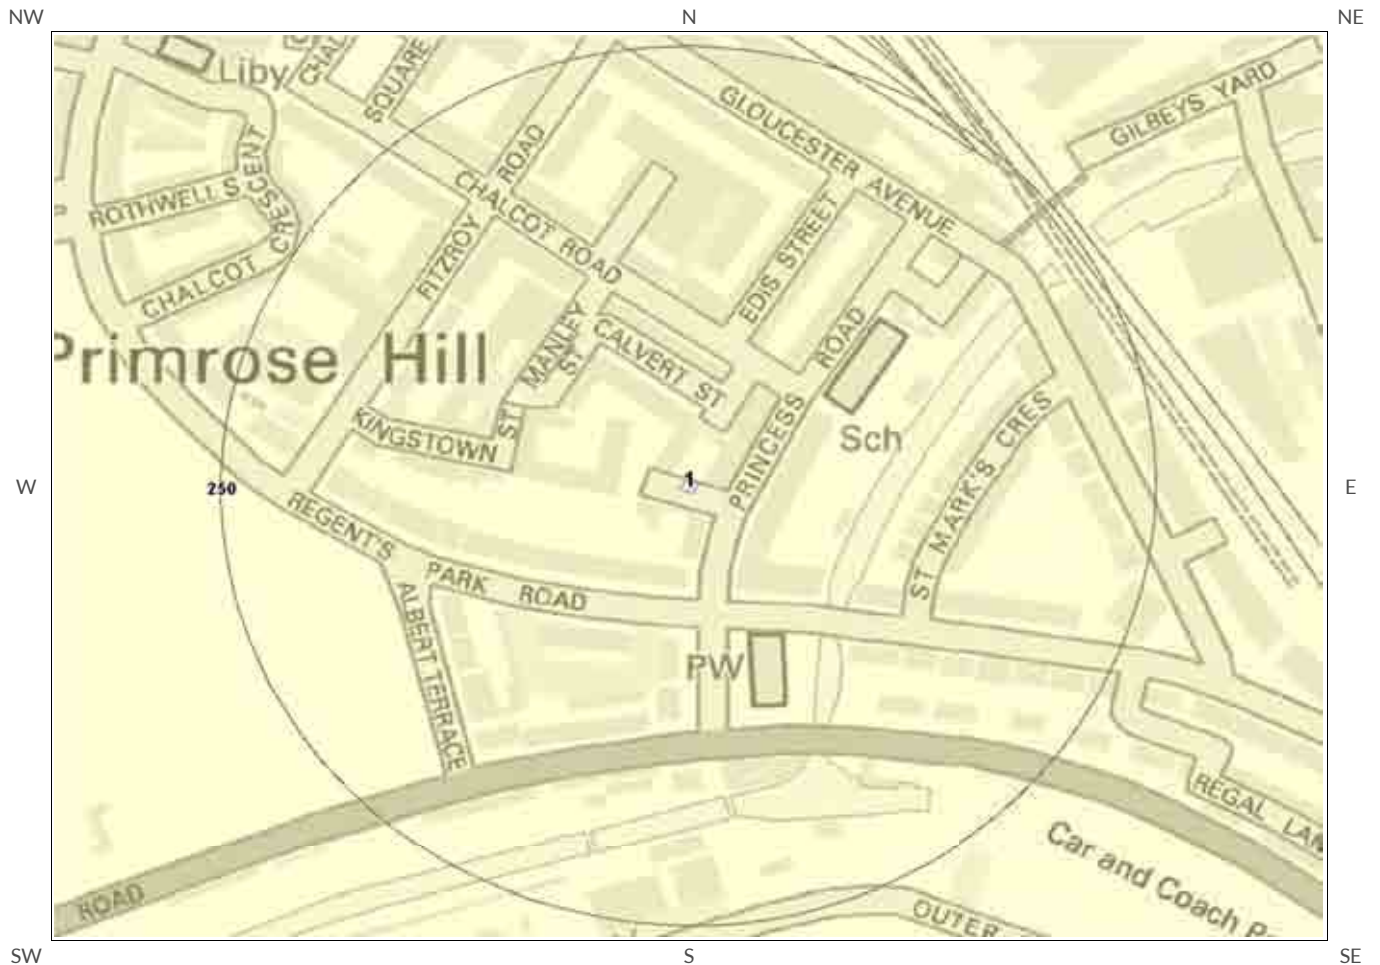 NW
N
NE
Liby
CHAL
SQUARE
GLOUCESTER AVENUE
GILBEYS YARD
ROTHWELL S
CRESCENT
CHALCOT
FITZROY ROAD
CHALCOT ROAD
EDIS STREET
MANLEY ST
CALVERT ST
PRINCESS ROAD
Primrose Hill
KINGSTOWN ST
Sch
ST MARK'S CRES
W
250
1
E
REGENT'S PARK ROAD
ALBERT TERRACE
PW
REGAL LAN
Car and Coach P
ROAD
OUTER
SW
S
SE